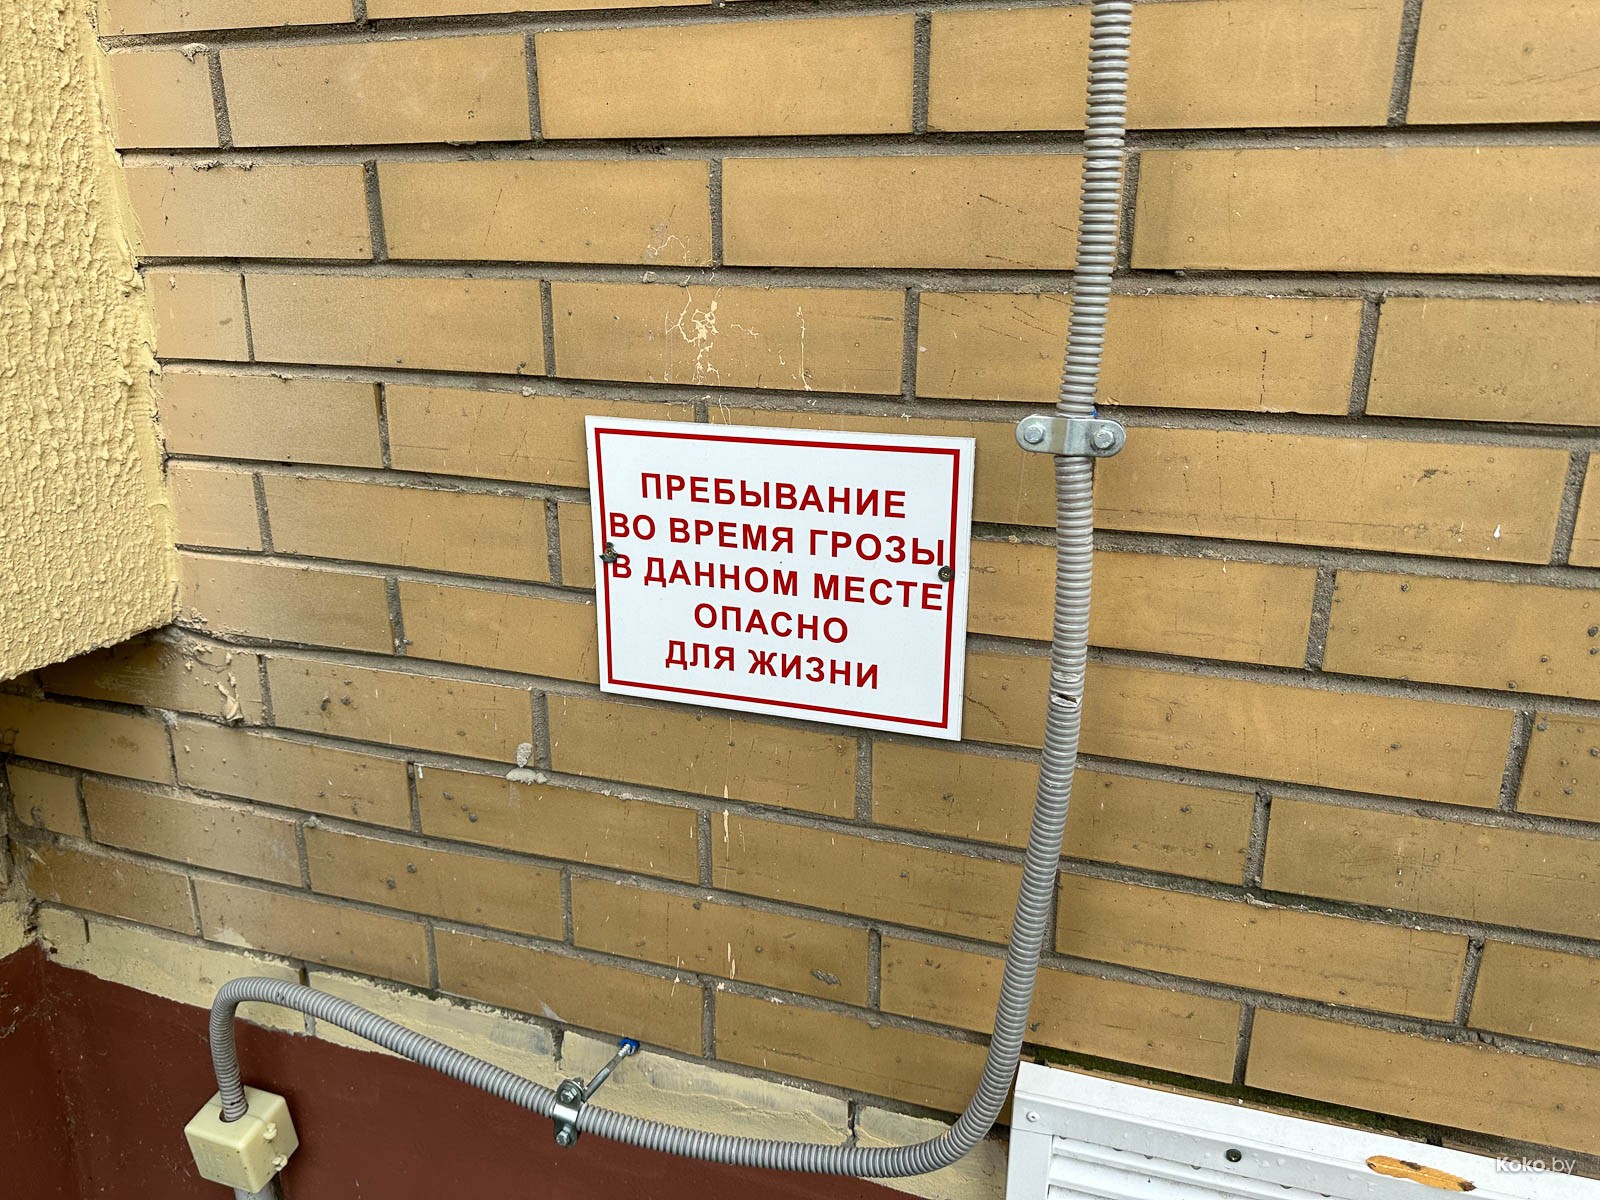 ПРЕБЫВАНИЕ
ВО ВРЕМЯ ГРОЗЫ
В ДАННОМ МЕСТЕ
ОПАСНО
ДЛЯ ЖИЗНИ
Koko.by